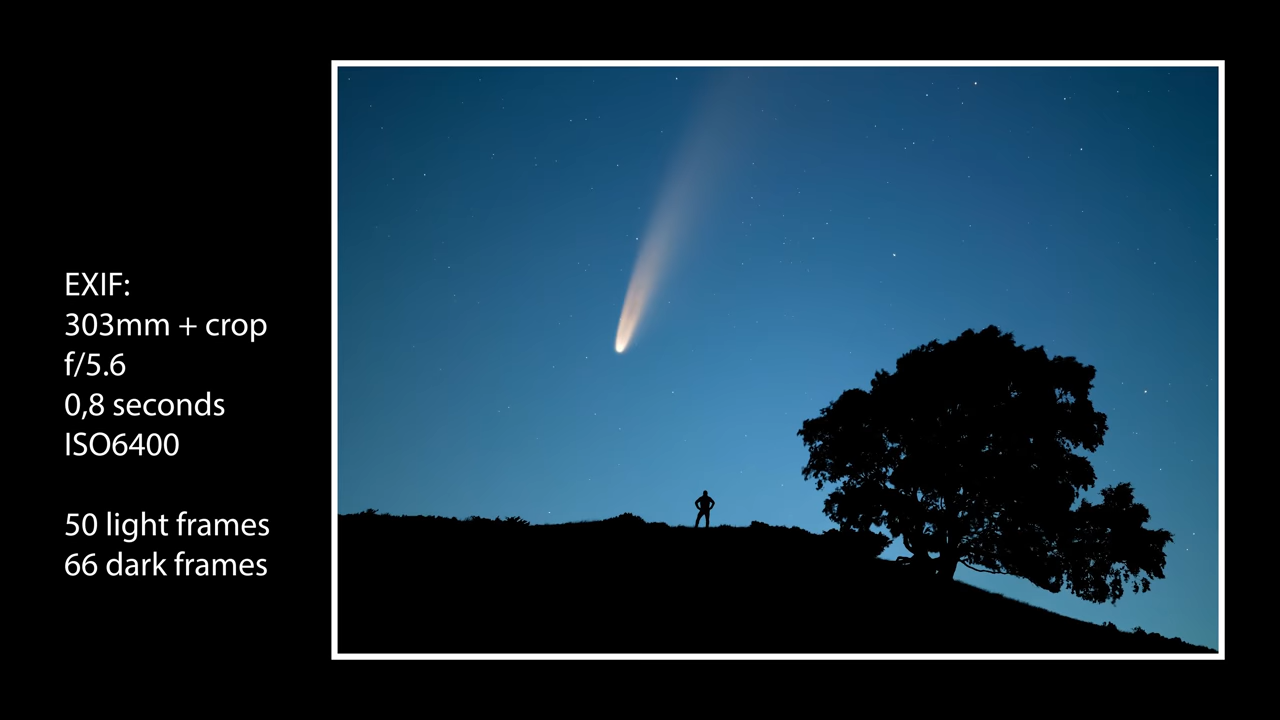 EXIF:
303mm + crop
f/5.6
0,8 seconds
ISO6400
50 light frames
66 dark frames